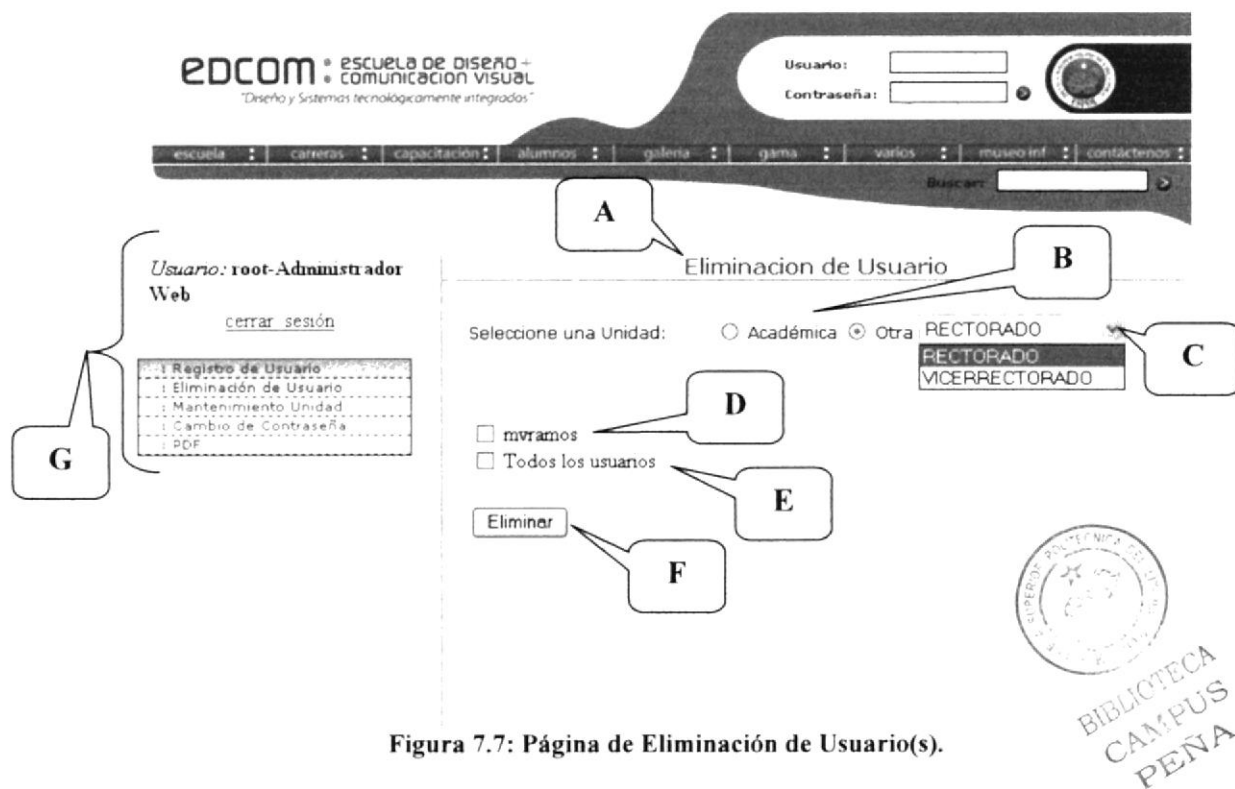 edcom : escuela de diseño +
comunicacion visual
"Diseño y Sistemas tecnológicamente integrados"
Usuario:
Contraseña:
escuela : carreras : capacitación : alumnos : galeria : gama : varios : museo inf : contáctenos :
Buscar:
A
Eliminacion de Usuario
B
Usuario: root-Administrador
Web
cerrar sesión
Seleccione una Unidad: Académica Otra RECTORADO
RECTORADO
VICERRECTORADO
C
: Registro de Usuario
: Eliminación de Usuario
: Mantenimiento Unidad
: Cambio de Contraseña
: PDF
G
D
mvramos
Todos los usuarios
E
Eliminar
F
BIBLIOTECA
CAMPUS
PEÑA
Figura 7.7: Página de Eliminación de Usuario(s).